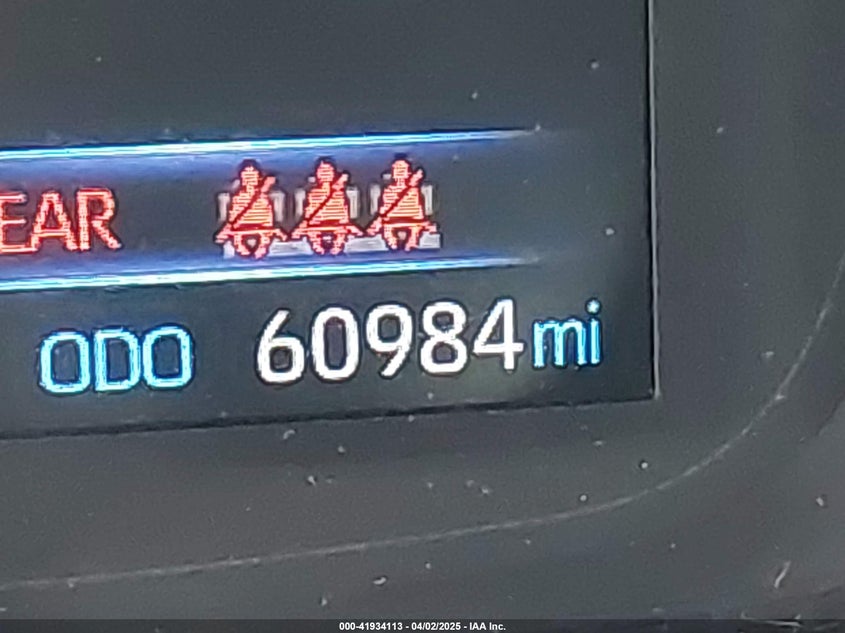 EAR
ODO 60984 mi
000-41934113 - 04/02/2025 - IAA Inc.